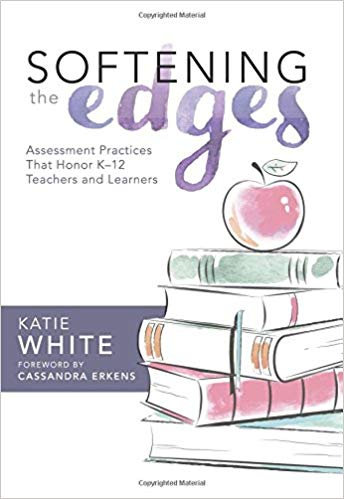 Copyrighted Material
SOFTENING
the edges
Assessment Practices
That Honor K–12
Teachers and Learners
KATIE
WHITE
FOREWORD BY
CASSANDRA ERKENS
Copyrighted Material